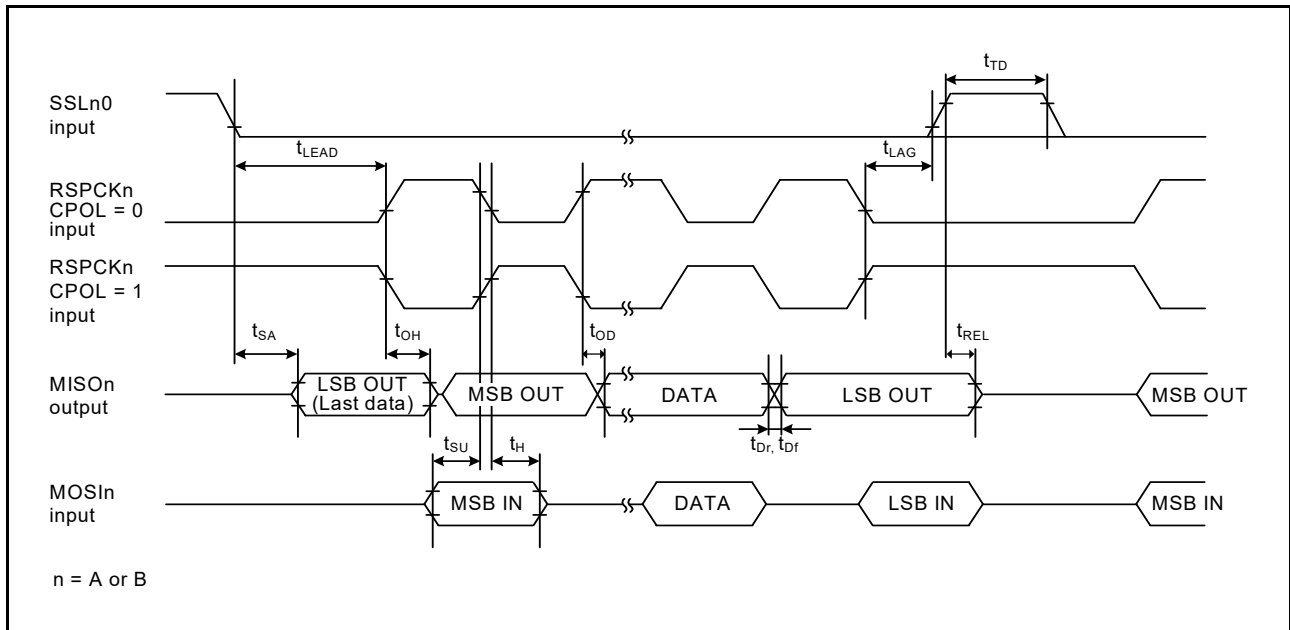 tTD
SSLn0
input
tLEAD
tLAG
RSPCKn
CPOL = 0
input
RSPCKn
CPOL = 1
input
tSA
tOH
tOD
tREL
MISOn
output
LSB OUT
(Last data)
MSB OUT
DATA
LSB OUT
MSB OUT
tSU
tH
tDr, tDf
MOSIn
input
MSB IN
DATA
LSB IN
MSB IN
n = A or B